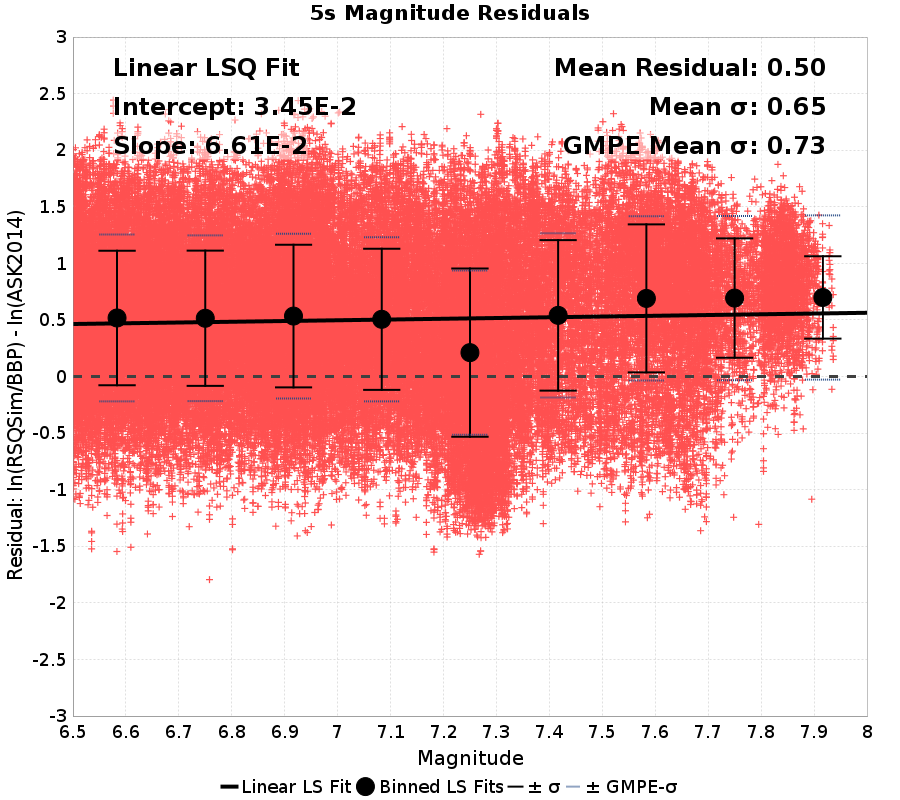 5s Magnitude Residuals
Linear LSQ Fit
Intercept: 3.45E-2
Slope: 6.61E-2
Mean Residual: 0.50
Mean σ: 0.65
GMPE Mean σ: 0.73
Residual: ln(RSQSim/BBP) - ln(ASK2014)
3
2.5
2
1.5
1
0.5
0
-0.5
-1
-1.5
-2
-2.5
-3
6.5 6.6 6.7 6.8 6.9 7 7.1 7.2 7.3 7.4 7.5 7.6 7.7 7.8 7.9 8
Magnitude
Linear LS Fit Binned LS Fits ± σ ± GMPE-σ